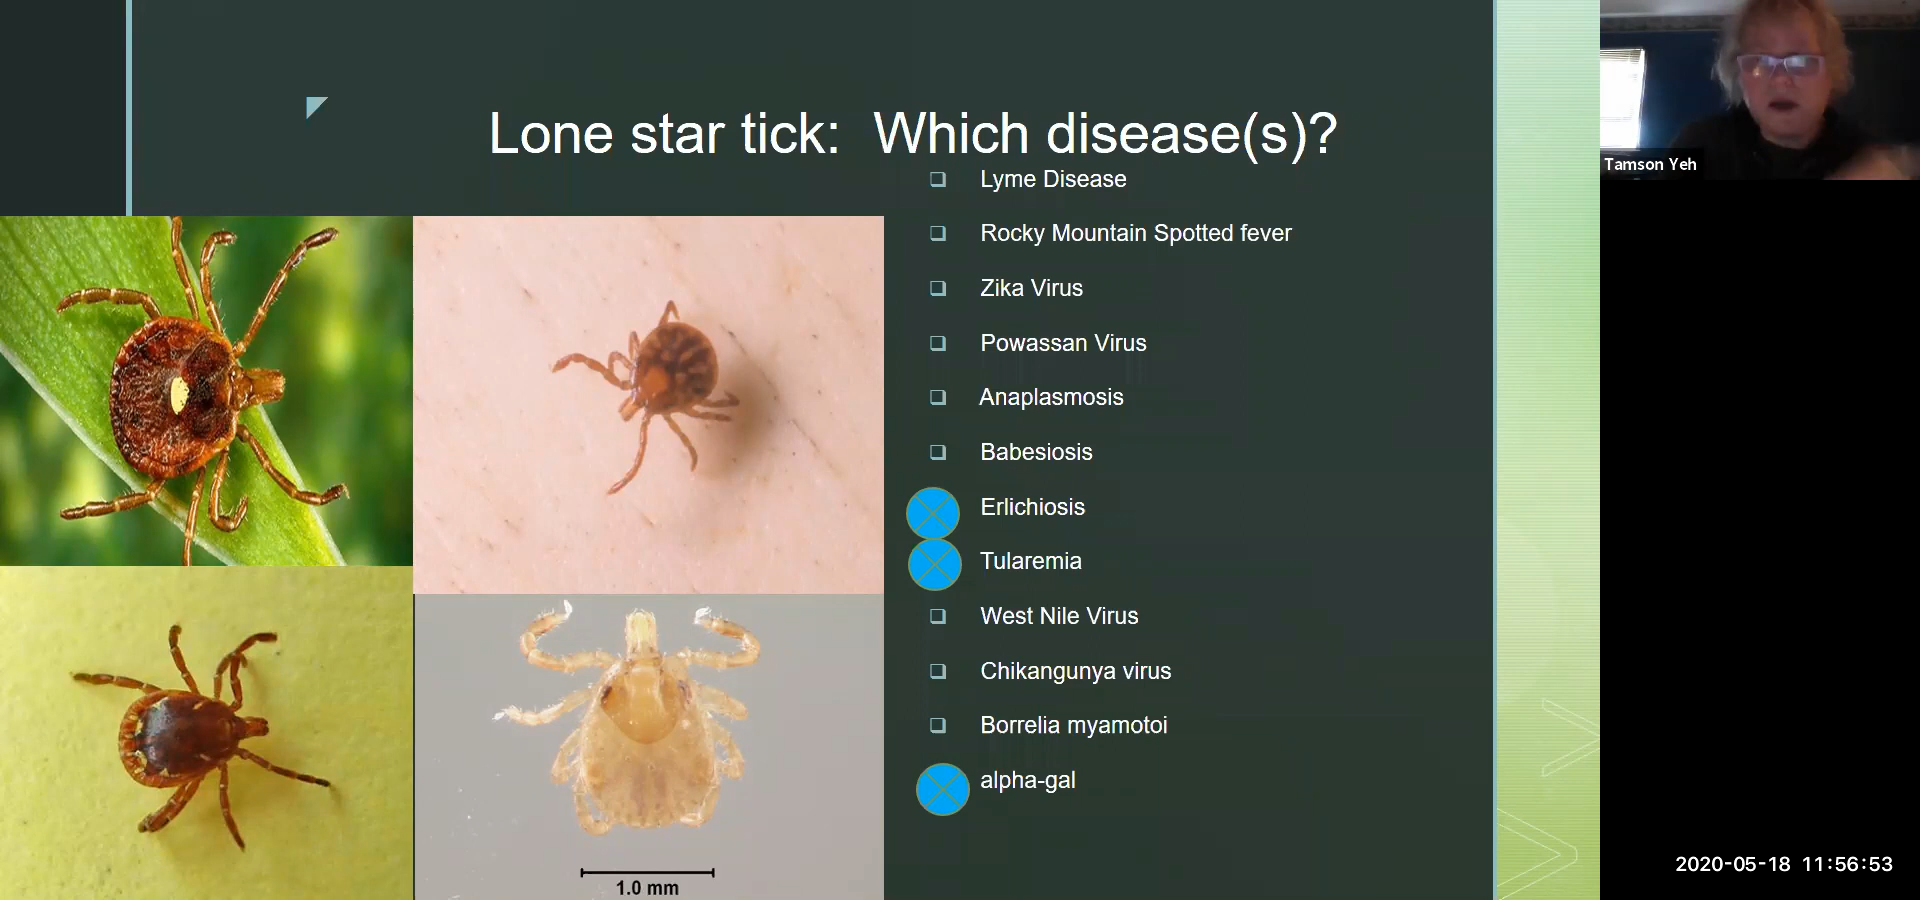 Lone star tick: Which disease(s)?
Lyme Disease
Rocky Mountain Spotted fever
Zika Virus
Powassan Virus
Anaplasmosis
Babesiosis
Erlichiosis
Tularemia
West Nile Virus
Chikangunya virus
Borrelia myamotoi
alpha-gal
1.0 mm
Tamson Yeh
2020-05-18 11:56:53